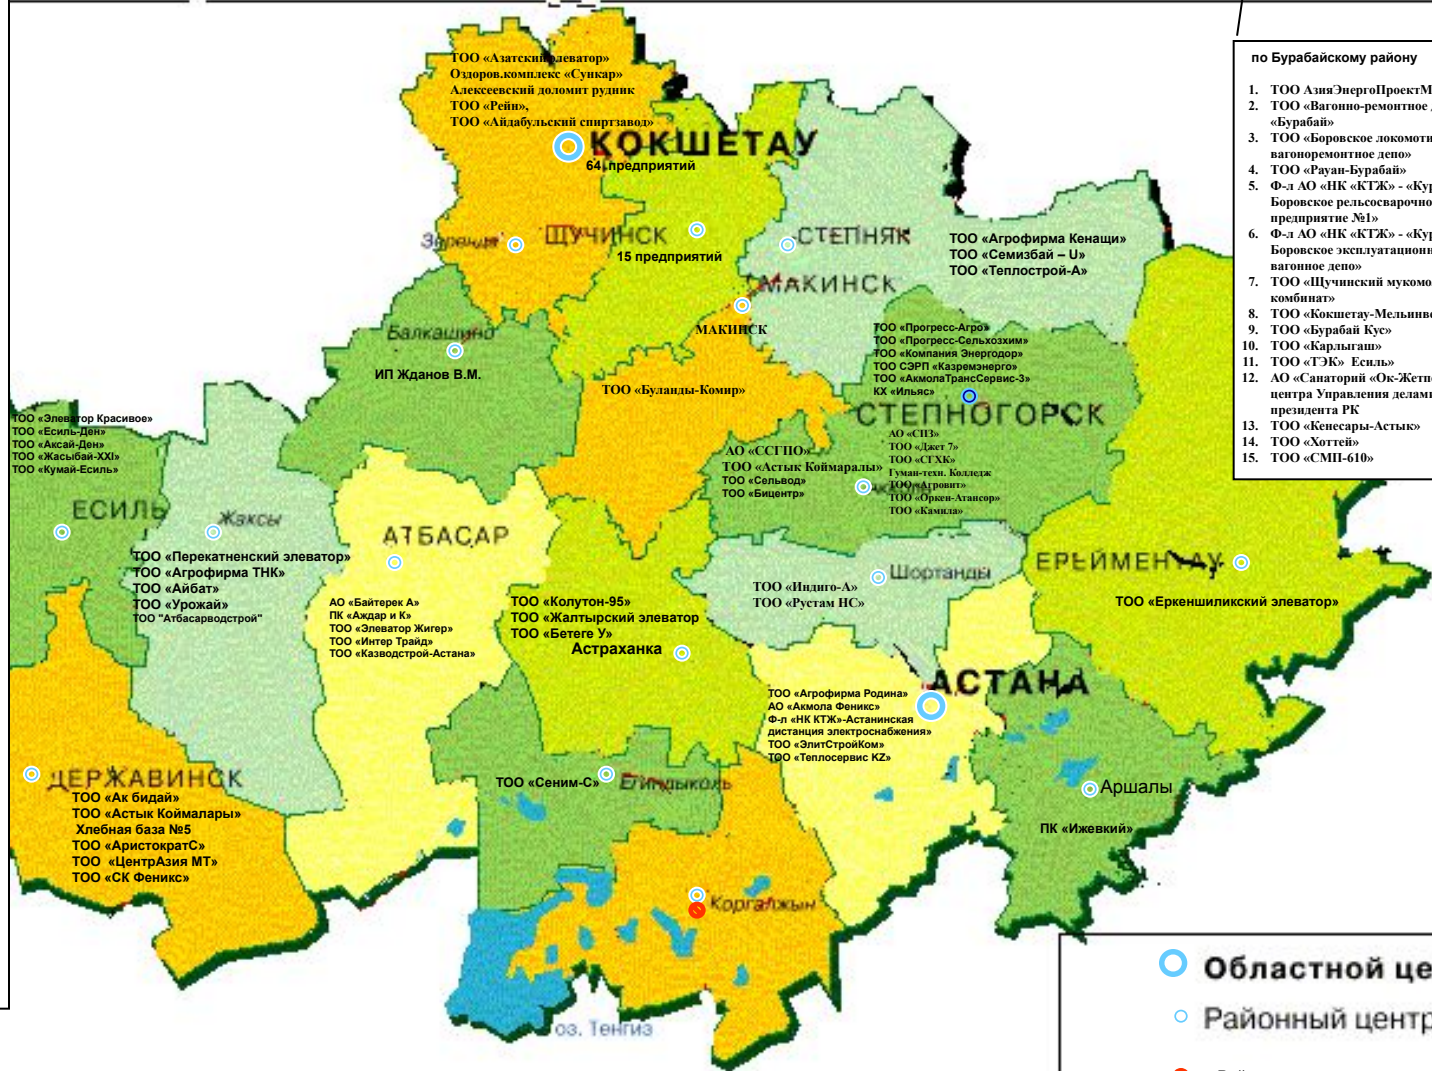 ТОО «Азатский элеватор»
Оздоров.комплекс «Сункар»
Алексеевский доломит рудник
ТОО «Рейн»,
ТОО «Айдабульский спиртзавод»
КОКШЕТАУ
64 предприятий
Зеренда
ЩУЧИНСК
15 предприятий
СТЕПНЯК
ТОО «Агрофирма Кенащи»
ТОО «Семизбай – U»
ТОО «Теплострой-А»
МАКИНСК
МАКИНСК
Балкашино
ИП Жданов В.М.
ТОО «Буланды-Комир»
ТОО «Прогресс-Агро»
ТОО «Прогресс-Сельхозхим»
ТОО «Компания Энергодор»
ТОО СЭРП «Казремэнерго»
ТОО «АкмолаТрансСервис-3»
КХ «Ильяс»
СТЕПНОГОРСК
АО «СПЗ»
ТОО «Джет 7»
ТОО «СГХК»
Гуман-техн. Колледж
ТОО «Агровит»
ТОО «Оркен-Атансор»
ТОО «Камила»
АО «ССГПО»
ТОО «Астык Коймаралы»
ТОО «Сельвод»
ТОО «Бицентр»
ТОО «Элеватор Красивое»
ТОО «Есиль-Ден»
ТОО «Аксай-Ден»
ТОО «Жасыбай-XXI»
ТОО «Кумай-Есиль»
ЕСИЛЬ
Жаксы
ТОО «Перекатненский элеватор»
ТОО «Агрофирма ТНК»
ТОО «Айбат»
ТОО «Урожай»
ТОО "Атбасарводстрой"
АТБАСАР
АО «Байтерек А»
ПК «Аждар и К»
ТОО «Элеватор Жигер»
ТОО «Интер Трайд»
ТОО «Казводстрой-Астана»
ТОО «Колутон-95»
ТОО «Жалтырский элеватор
ТОО «Бетеге У»
Астраханка
Шортанды
ТОО «Индиго-А»
ТОО «Рустам НС»
ЕРЕЙМЕНТАУ
ТОО «Еркеншиликский элеватор»
АСТАНА
ТОО «Агрофирма Родина»
АО «Акмола Феникс»
Ф-л «НК КТЖ»-Астанинская
дистанция электроснабжения»
ТОО «ЭлитСтройКом»
ТОО «Теплосервис KZ»
ДЕРЖАВИНСК
ТОО «Ак бидай»
ТОО «Астык Коймалары»
Хлебная база №5
ТОО «АристократС»
ТОО «ЦентрАзия МТ»
ТОО «СК Феникс»
ТОО «Сеним-С»
Егиндыколь
Аршалы
ПК «Ижевкий»
Коргалжын
оз. Тенгиз
по Бурабайскому району
1. ТОО АзияЭнергоПроектМ
2. ТОО «Вагонно-ремонтное
«Бурабай»
3. ТОО «Боровское локомоти
вагоноремонтное депо»
4. ТОО «Рауан-Бурабай»
5. Ф-л АО «НК «КТЖ» - «Кур
Боровское рельсосварочно
предприятие №1»
6. Ф-л АО «НК «КТЖ» - «Кур
Боровское эксплуатационн
вагонное депо»
7. ТОО «Щучинский мукомо
комбинат»
8. ТОО «Кокшетау-Мельинве
9. ТОО «Бурабай Кус»
10. ТОО «Карлыгаш»
11. ТОО «ТЭК» Есиль»
12. АО «Санаторий «Ок-Жетпе
центра Управления делами
президента РК
13. ТОО «Кенесары-Астык»
14. ТОО «Хоттей»
15. ТОО «СМП-610»
Областной це
Районный центр